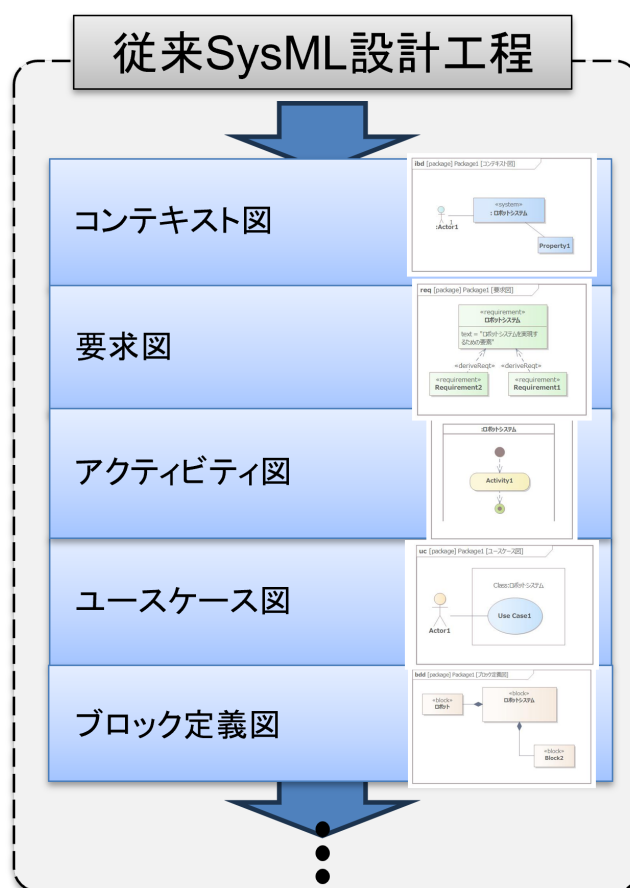 従来SysML設計工程
コンテキスト図
ibd [package] Package1 [コンテキスト図]
«system»
: ロボットシステム
1
:Actor1
Property1
要求図
req [package] Package1 [要求図]
«requirement»
ロボットシステム
text = "ロボットシステムを実現す
るための要素"
«deriveReqt» «deriveReqt»
«requirement» «requirement»
Requirement2 Requirement1
アクティビティ図
:ロボットシステム
Activity1
ユースケース図
uc [package] Package1 [ユースケース図]
Class:ロボットシステム
Use Case1
Actor1
ブロック定義図
bdd [package] Package1 [ブロック定義図]
«block» «block»
ロボット ロボットシステム
«block»
Block2